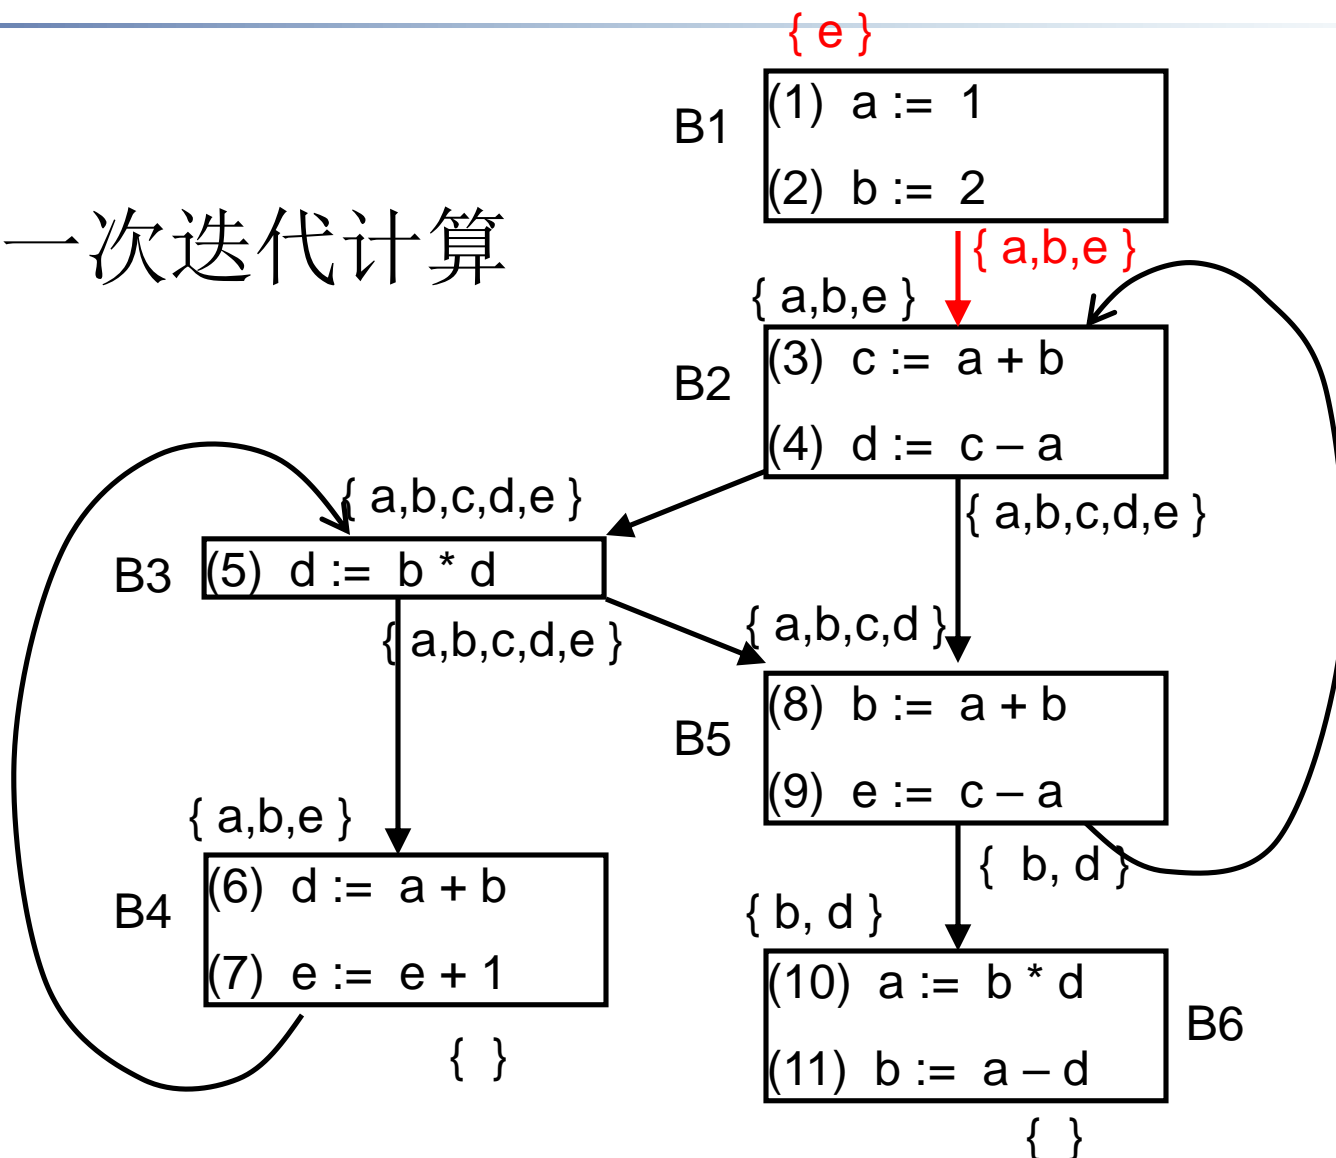 { e }
B1
(1) a := 1
(2) b := 2
一次迭代计算
{ a,b,e }
{ a,b,e }
B2
(3) c := a + b
(4) d := c – a
{ a,b,c,d,e }
{ a,b,c,d,e }
B3
(5) d := b * d
{ a,b,c,d,e }
{ a,b,c,d }
B5
(8) b := a + b
(9) e := c – a
{ a,b,e }
B4
(6) d := a + b
(7) e := e + 1
{ }
{ b, d }
{ b, d }
(10) a := b * d
(11) b := a – d
B6
{ }